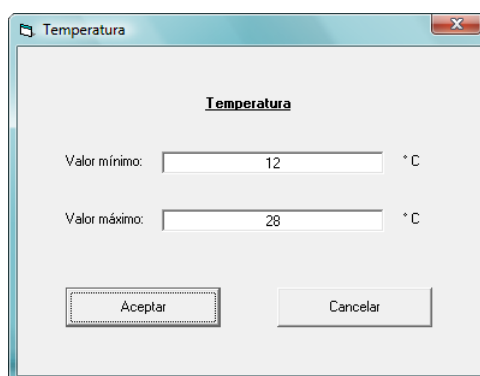 Temperatura
Temperatura
Valor mínimo: 12 ° C
Valor máximo: 28 ° C
Aceptar Cancelar